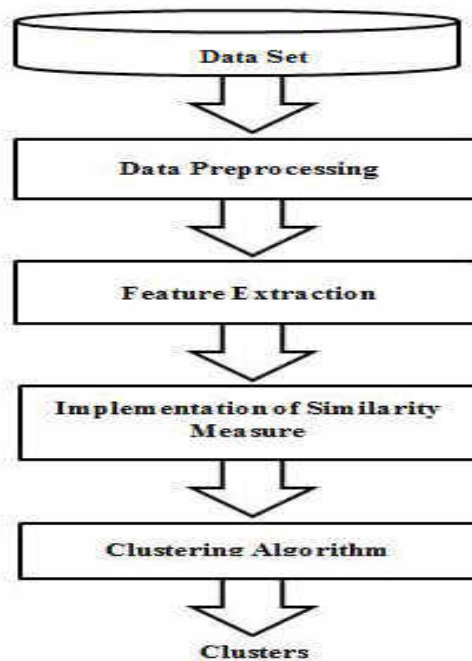 Data Set
Data Preprocessing
Feature Extraction
Implementation of Similarity
Measure
Clustering Algorithm
Clusters